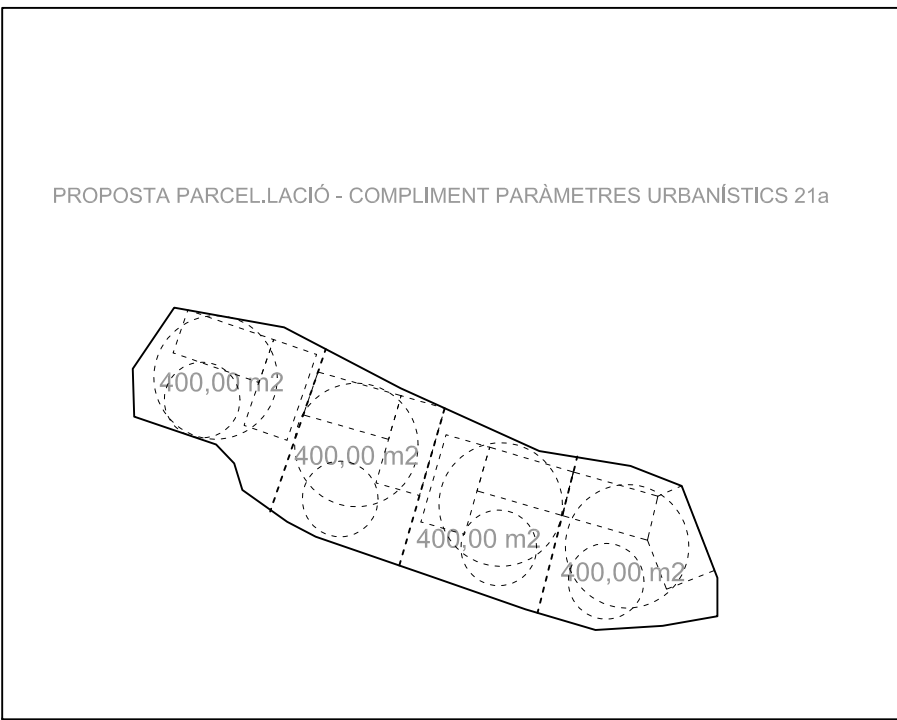 PROPOSTA PARCEL.LACIÓ - COMPLIMENT PARÀMETRES URBANÍSTICS 21a
400,00 m2
400,00 m2
400,00 m2
400,00 m2